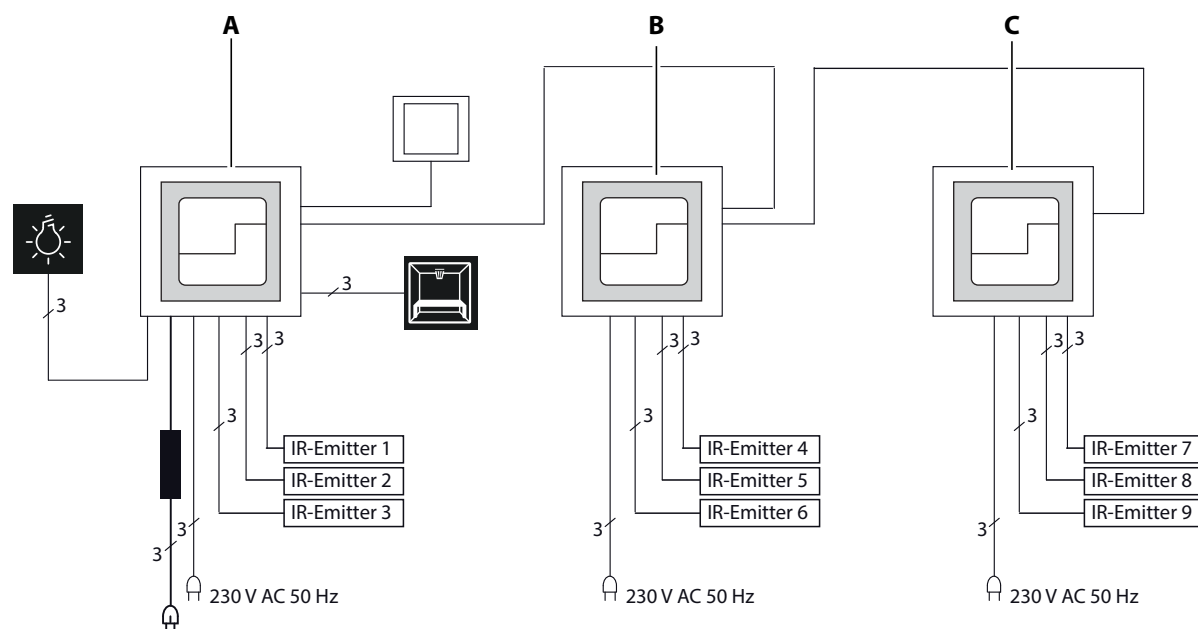 A
B
C
3
3
3 3
3 3
3 3
3
3
3
IR-Emitter 1
IR-Emitter 4
IR-Emitter 7
IR-Emitter 2
IR-Emitter 5
IR-Emitter 8
IR-Emitter 3
IR-Emitter 6
IR-Emitter 9
3
3
3
3
230 V AC 50 Hz
230 V AC 50 Hz
230 V AC 50 Hz